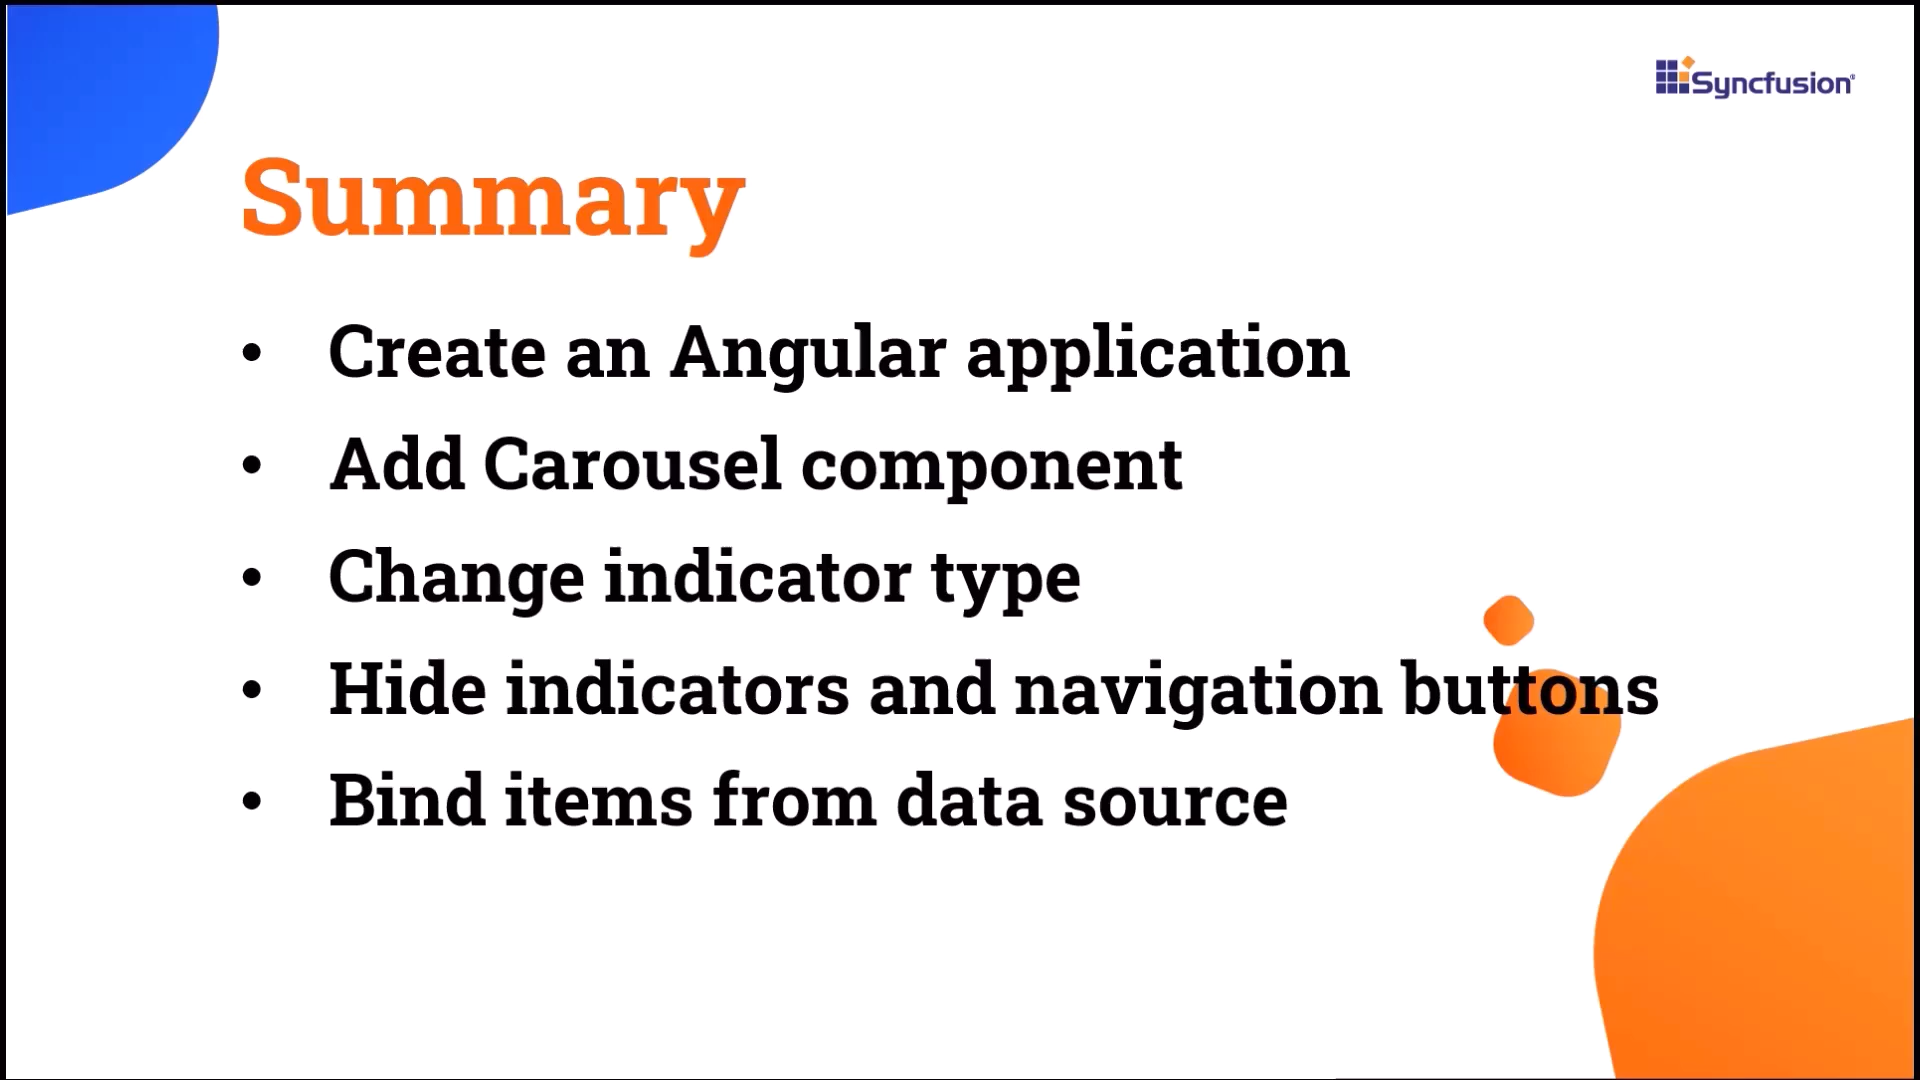 Syncfusion®
Summary
• Create an Angular application
• Add Carousel component
• Change indicator type
• Hide indicators and navigation buttons
• Bind items from data source